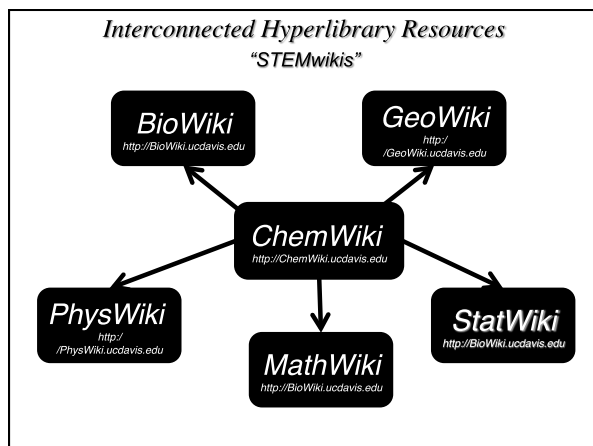 Interconnected Hyperlibrary Resources
“STEMwikis”
BioWiki
http://BioWiki.ucdavis.edu
GeoWiki
http:/
/GeoWiki.ucdavis.edu
ChemWiki
http://ChemWiki.ucdavis.edu
PhysWiki
http:/
/PhysWiki.ucdavis.edu
MathWiki
http://BioWiki.ucdavis.edu
StatWiki
http://BioWiki.ucdavis.edu